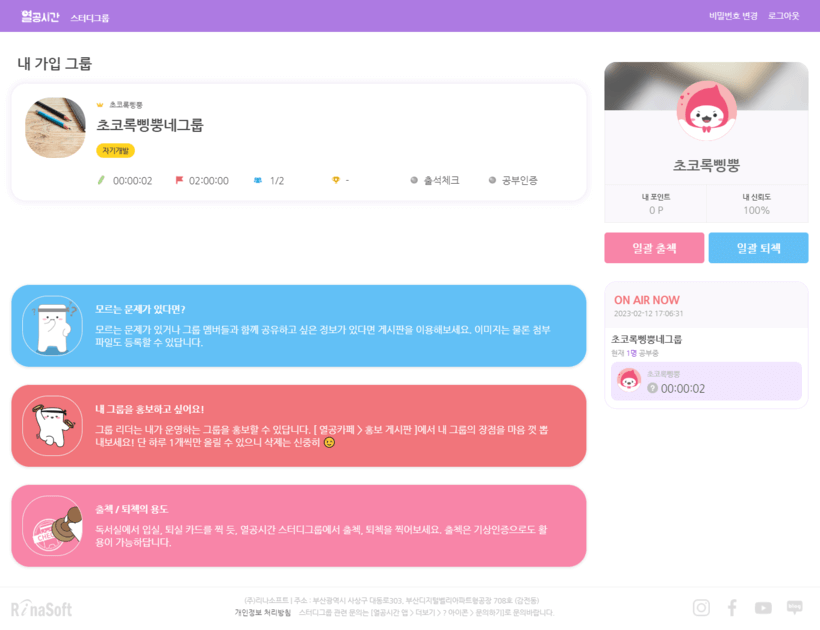 열공시간 스터디그룹
비밀번호 변경 로그아웃
내 가입 그룹
초코록삥뿡
초코록삥뿡네그룹
자기개발
00:00:02 02:00:00 1/2 - 출석체크 공부인증
모르는 문제가 있다면?
모르는 문제가 있거나 그룹 멤버들과 함께 공유하고 싶은 정보가 있다면 게시판을 이용해보세요. 이미지는 물론 첨부
파일도 등록할 수 있답니다.
내 그룹을 홍보하고 싶어요!
그룹 리더는 내가 운영하는 그룹을 홍보할 수 있답니다. [ 열공카페 > 홍보 게시판 ]에서 내 그룹의 장점을 마음 껏 뽐
내보세요! 단 하루 1개씩만 올릴 수 있으니 삭제는 신중히 😉
출첵 / 퇴첵의 용도
독서실에서 입실, 퇴실 카드를 찍 듯, 열공시간 스터디그룹에서 출첵, 퇴첵을 찍어보세요. 출첵은 기상인증으로도 활
용이 가능하답니다.
초코록삥뿡
내 포인트
0 P
내 신뢰도
100%
일괄 출첵 일괄 퇴첵
ON AIR NOW
2023-02-12 17:06:31
초코록삥뿡네그룹
현재 1명 공부중
초코록삥뿡
? 00:00:02
RinaSoft
(주)리나소프트 | 주소 : 부산광역시 사상구 대동로303, 부산디지털밸리아파트형공장 708호 (감전동)
개인정보 처리방침 스터디그룹 관련 문의는 [열공시간 앱 > 더보기 > ? 아이콘 > 문의하기]로 문의바랍니다.